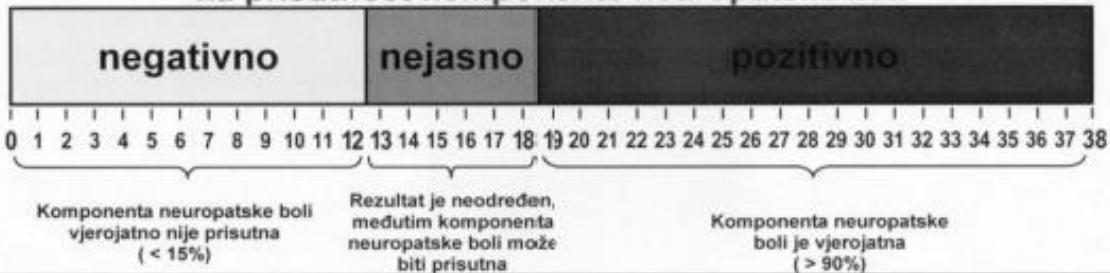 negativno nejasno pozitivno
0 1 2 3 4 5 6 7 8 9 10 11 12 13 14 15 16 17 18 19 20 21 22 23 24 25 26 27 28 29 30 31 32 33 34 35 36 37 38
Komponenta neuropatske boli
vjerojatno nije prisutna
( < 15%)
Rezultat je neodređen,
međutim komponenta
neuropatske boli može
biti prisutna
Komponenta neuropatske
boli je vjerojatna
( > 90%)